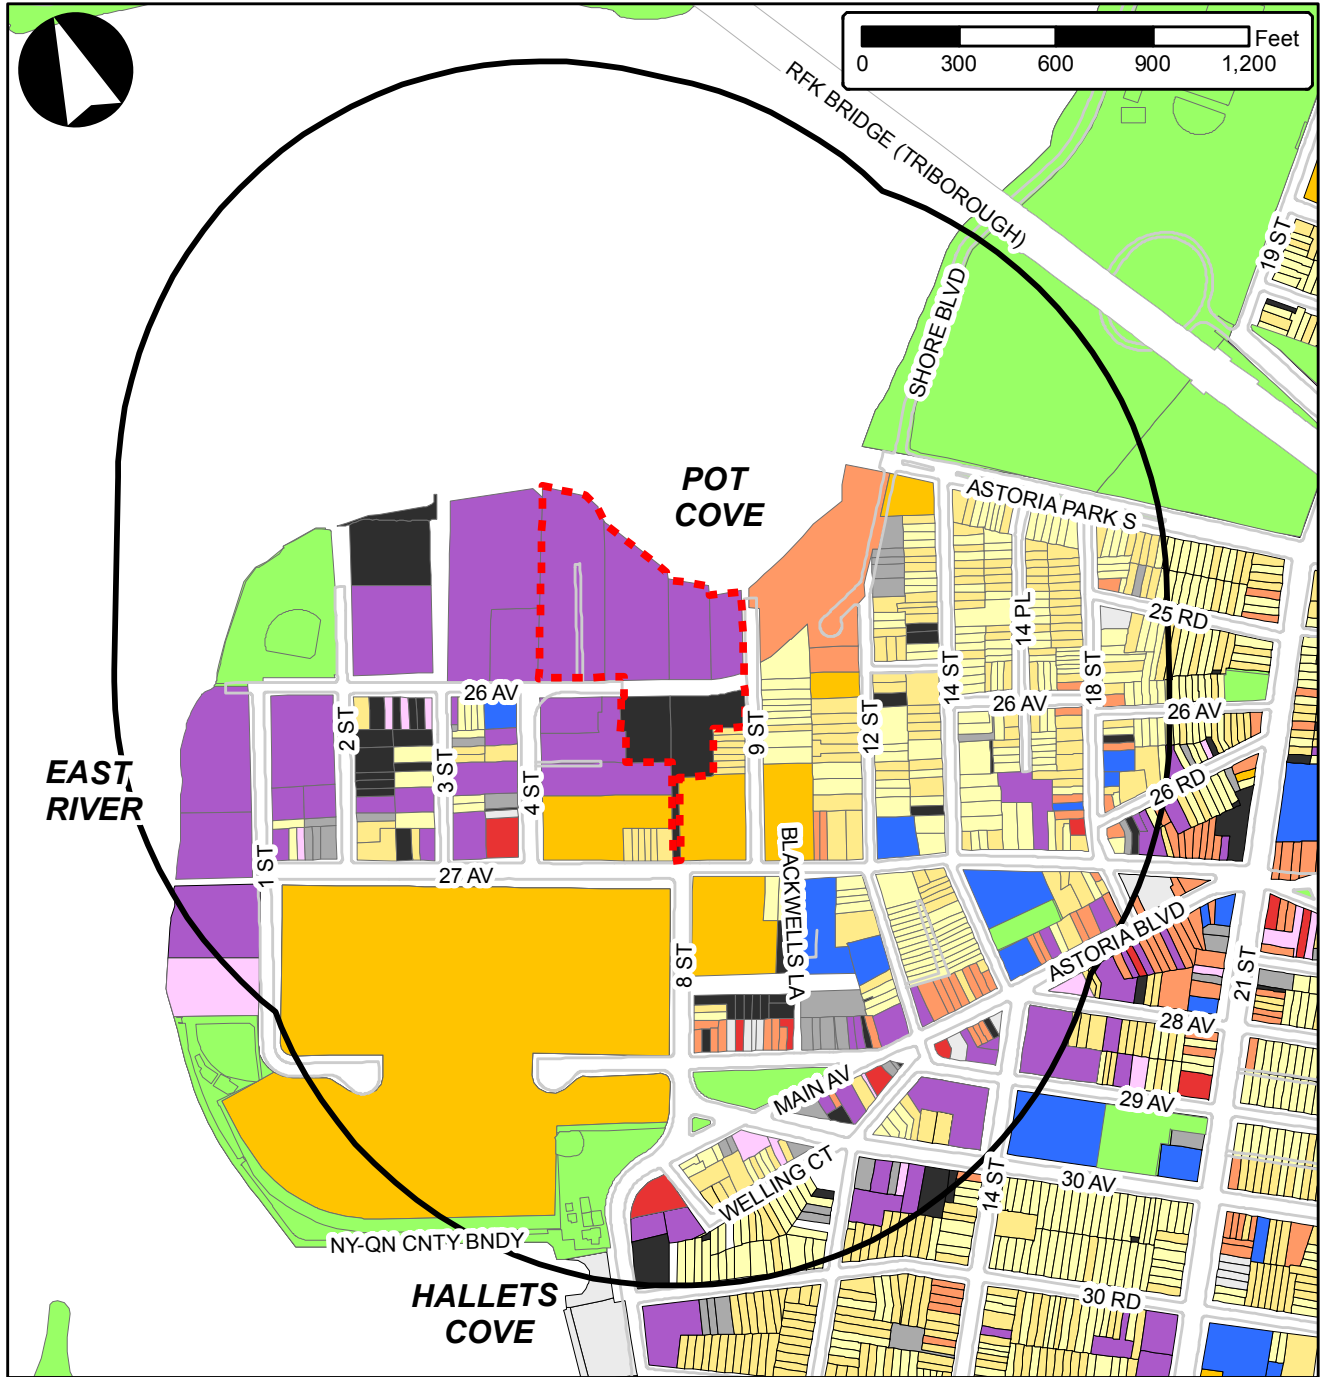 Feet
0 300 600 900 1,200
RFK BRIDGE (TRIBOROUGH)
19 ST
SHORE BLVD
POT
COVE
ASTORIA PARK S
25 RD
14 PL
14 ST
18 ST
26 AV
26 AV
26 AV
2 ST
3 ST
4 ST
9 ST
12 ST
EAST
RIVER
26 RD
1 ST
27 AV
BLACKWELLS LA
8 ST
ASTORIA BLVD
21 ST
28 AV
MAIN AV
29 AV
WELLING CT
14 ST
30 AV
NY-QN CNTY BNDY
HALLETS
COVE
30 RD